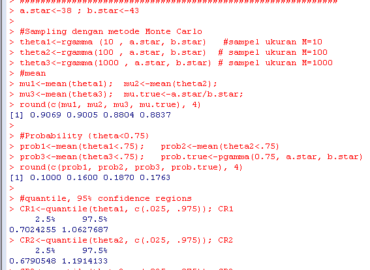 > a.star<-38 ; b.star<-43
>
> #Sampling dengan metode Monte Carlo
> theta1<-rgamma (10 , a.star, b.star)   #sampel ukuran M=10
> theta2<-rgamma(100 , a.star, b.star)  # sampel ukuran M=100
> theta3<-rgamma(1000 , a.star, b.star) # sampel ukuran M=1000
> #mean
> mu1<-mean(theta1);  mu2<-mean(theta2);
> mu3<-mean(theta3);  mu.true<-a.star/b.star;
> round(c(mu1, mu2, mu3, mu.true), 4)
[1] 0.9069 0.9005 0.8804 0.8837
>
> #Probability (theta<0.75)
> prob1<-mean(theta1<.75);   prob2<-mean(theta2<.75)
> prob3<-mean(theta3<.75);   prob.true<-pgamma(0.75, a.star, b.star)
> round(c(prob1, prob2, prob3, prob.true), 4)
[1] 0.1000 0.1600 0.1870 0.1763
>
> #quantile, 95% confidence regions
> CR1<-quantile(theta1, c(.025, .975)); CR1
2.5%     97.5%
0.7024255 1.0627687
> CR2<-quantile(theta2, c(.025, .975)); CR2
2.5%     97.5%
0.6790548 1.1914133